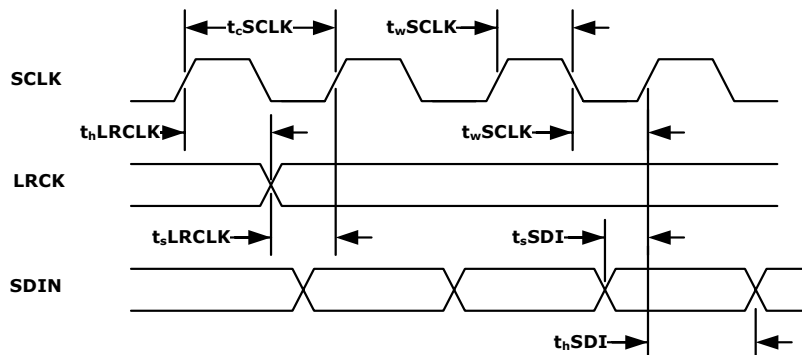 tcSCLK twSCLK
SCLK
thLRCLK twSCLK
LRCK
tsLRCLK tsSDI
SDIN
thSDI